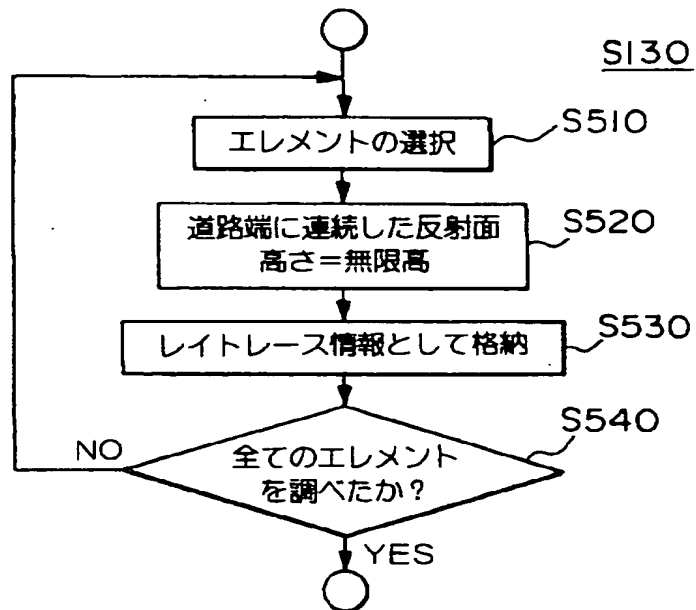 S130
エレメントの選択
S510
道路端に連続した反射面
高さ=無限高
S520
レイトレース情報として格納
S530
全てのエレメント
を調べたか?
S540
NO
YES